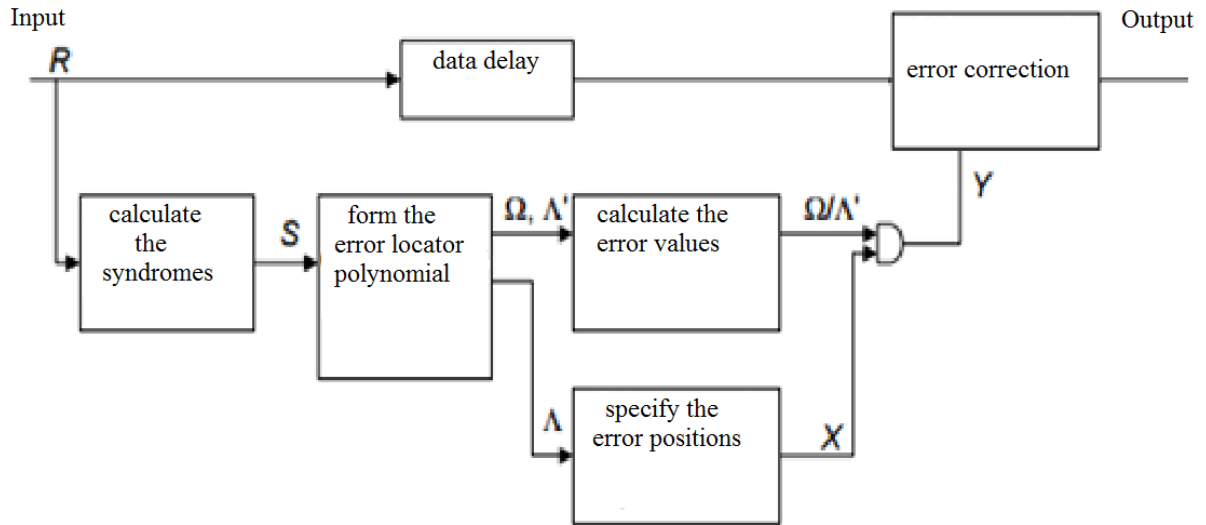 Input
Output
R
data delay
error correction
Y
calculate
the
syndromes
S
form the
error locator
polynomial
Ω, Λ'
calculate the
error values
Ω/Λ'
Λ
specify the
error positions
X